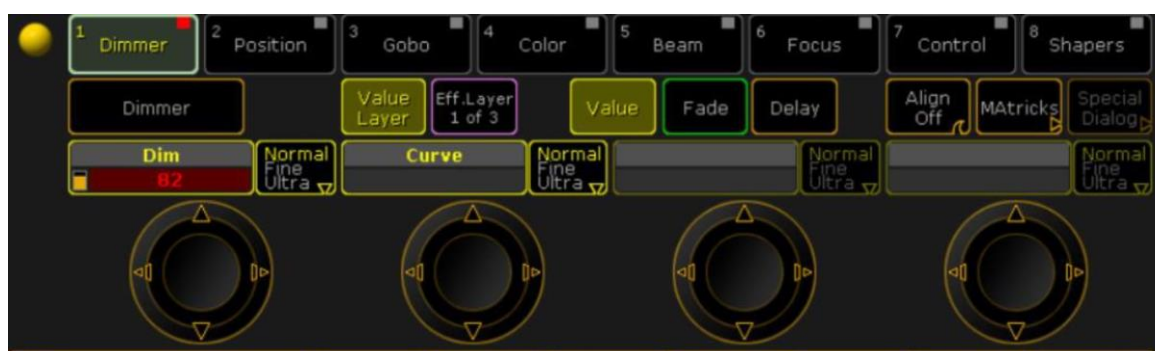 1 Dimmer 2 Position 3 Gobo 4 Color 5 Beam 6 Focus 7 Control 8 Shapers
Dimmer Value Layer Eff.Layer 1 of 3 Value Fade Delay Align Off MAtricks Special Dialog
Dim Normal Fine Ultra Curve Normal Fine Ultra Normal Fine Ultra Normal Fine Ultra
82